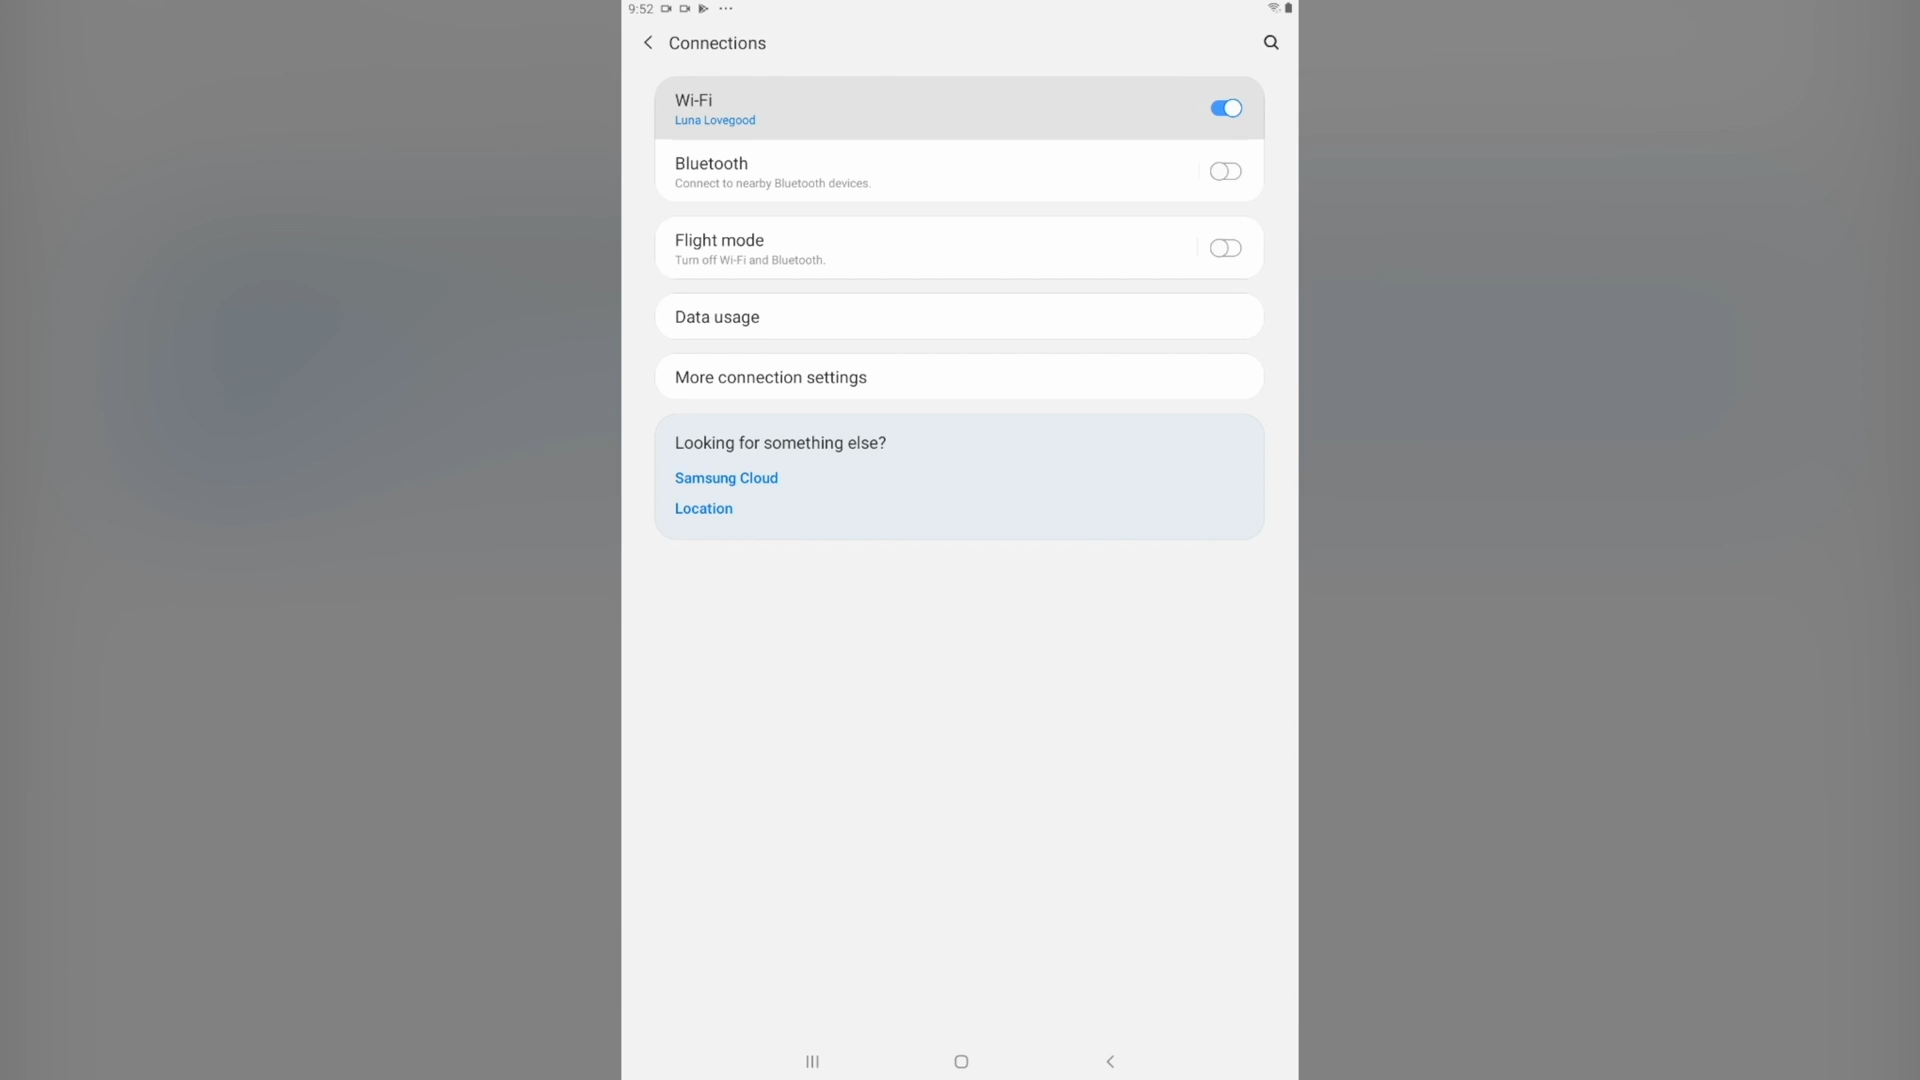 9:52
Connections
Wi-Fi
Luna Lovegood
Bluetooth
Connect to nearby Bluetooth devices.
Flight mode
Turn off Wi-Fi and Bluetooth.
Data usage
More connection settings
Looking for something else?
Samsung Cloud
Location